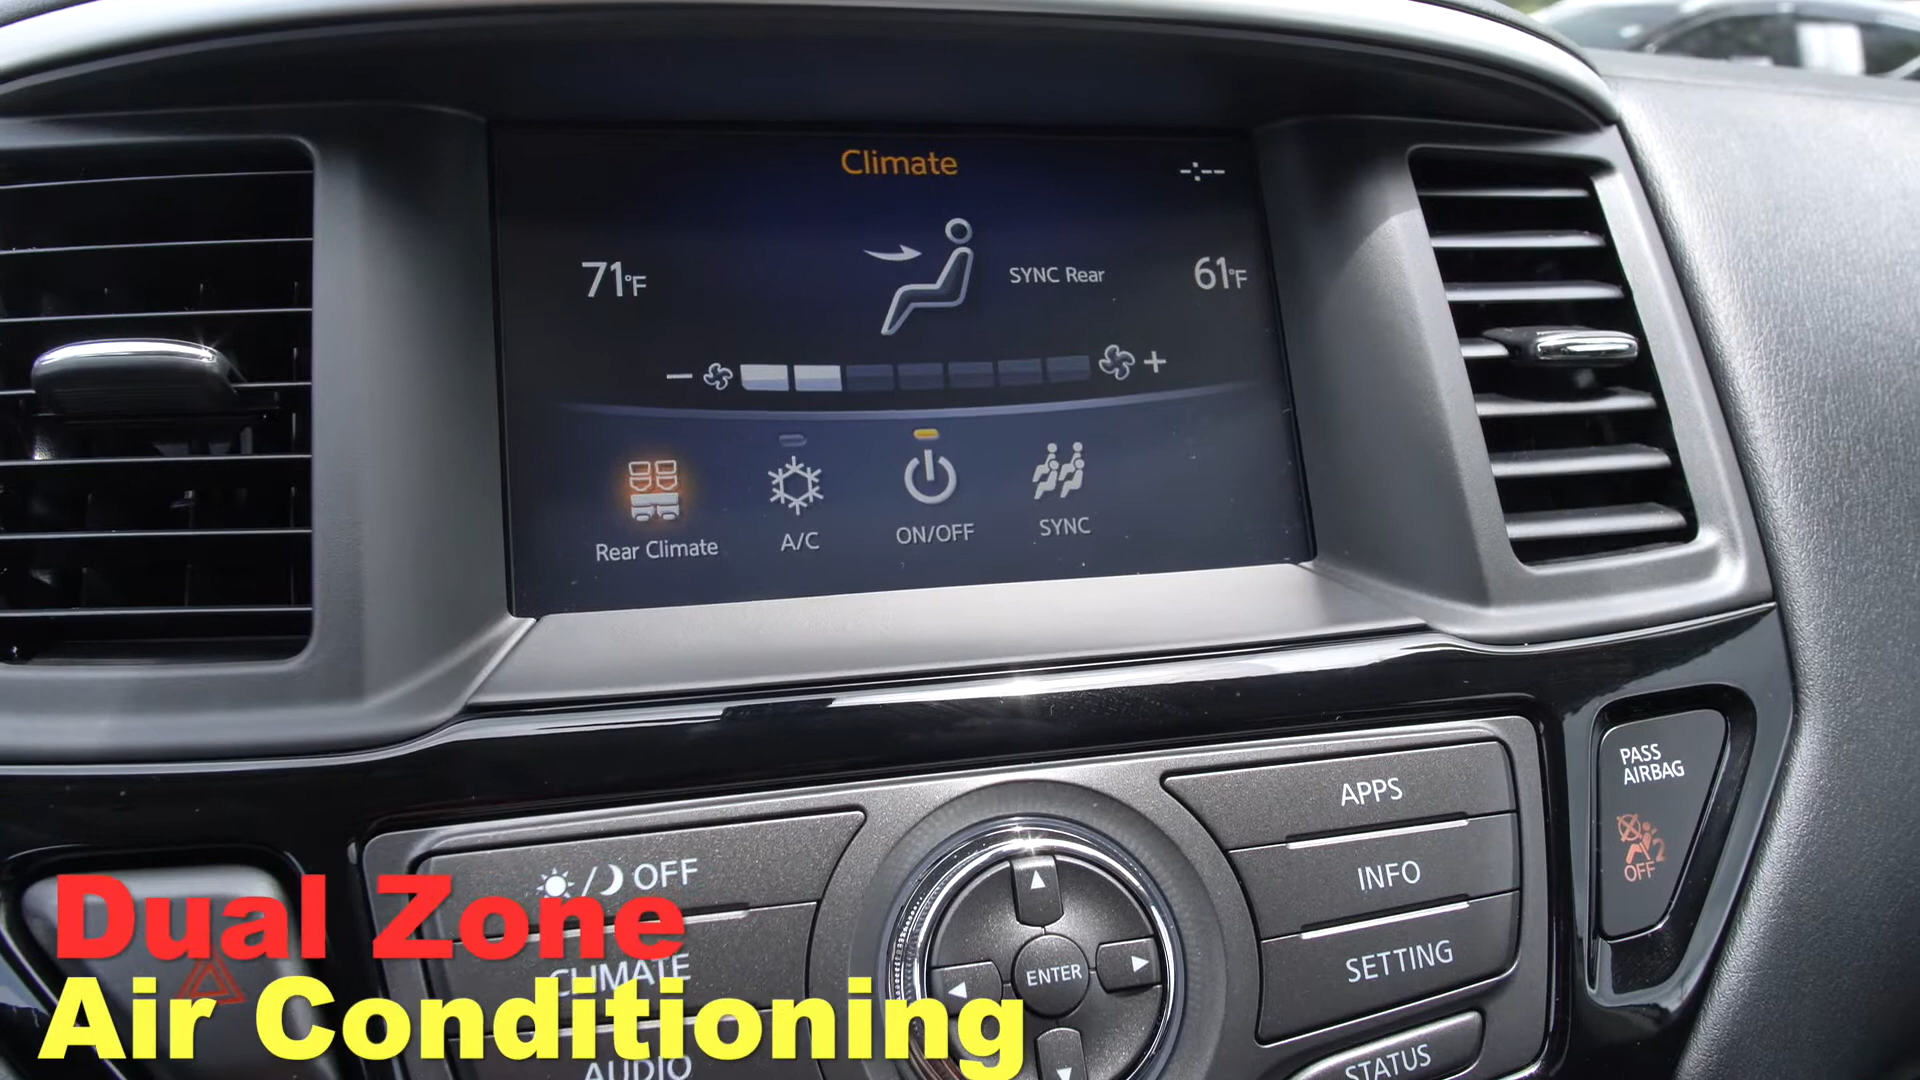 Climate
-:--
71°F
SYNC Rear
61°F
- +
Rear Climate
A/C
ON/OFF
SYNC
PASS
AIRBAG
OFF
2
APPS
INFO
SETTING
STATUS
OFF
CLIMATE
AUDIO
ENTER
Dual Zone
Air Conditioning